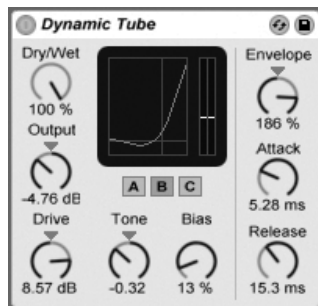 Dynamic Tube
Dry/Wet
100 %
Output
-4.76 dB
Envelope
186 %
Attack
5.28 ms
A B C
Drive
8.57 dB
Tone
-0.32
Bias
13 %
Release
15.3 ms